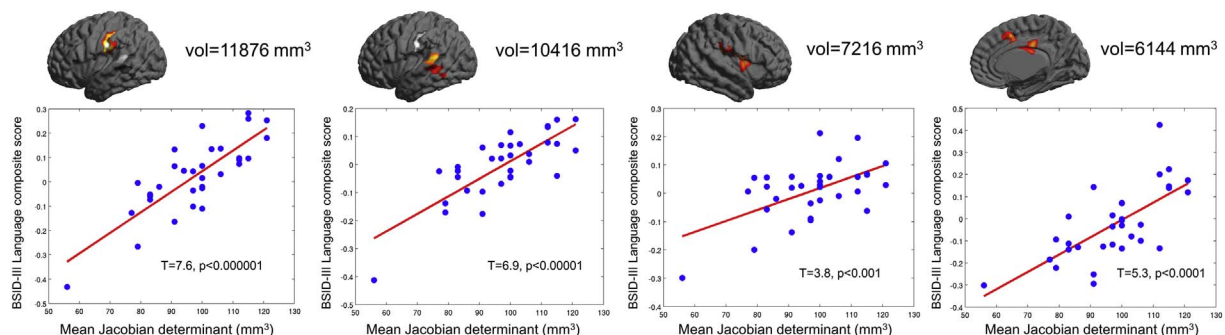 vol=11876 mm³
vol=10416 mm³
vol=7216 mm³
vol=6144 mm³
BSID-III Language composite score
0.3
0.2
0.1
0
-0.1
-0.2
-0.3
-0.4
-0.5
T=7.6, p<0.000001
50 60 70 80 90 100 110 120 130
Mean Jacobian determinant (mm³)
BSID-III Language composite score
0.2
0.1
0
-0.1
-0.2
-0.3
-0.4
-0.5
T=6.9, p<0.00001
50 60 70 80 90 100 110 120 130
Mean Jacobian determinant (mm³)
BSID-III Language composite score
0.3
0.2
0.1
0
-0.1
-0.2
-0.3
-0.4
T=3.8, p<0.001
50 60 70 80 90 100 110 120 130
Mean Jacobian determinant (mm³)
BSID-III Language composite score
0.5
0.4
0.3
0.2
0.1
0
-0.1
-0.2
-0.3
-0.4
T=5.3, p<0.0001
50 60 70 80 90 100 110 120 130
Mean Jacobian determinant (mm³)